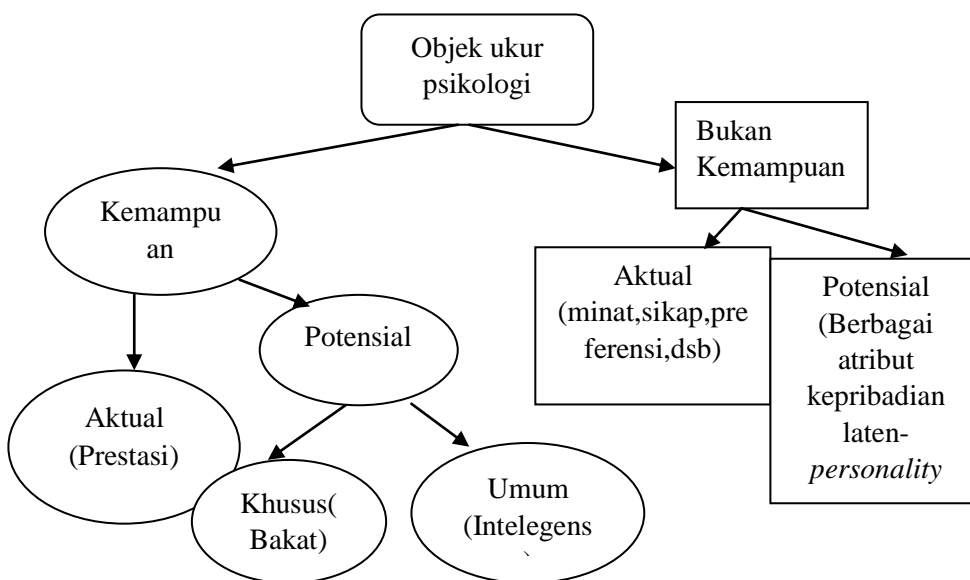 Objek ukur
psikologi
Bukan
Kemampuan
Kemampu
an
Aktual
(minat,sikap,pre
ferensi,dsb)
Potensial
(Berbagai
atribut
kepribadian
laten-
personality
Potensial
Aktual
(Prestasi)
Khusus(
Bakat)
Umum
(Intelegens